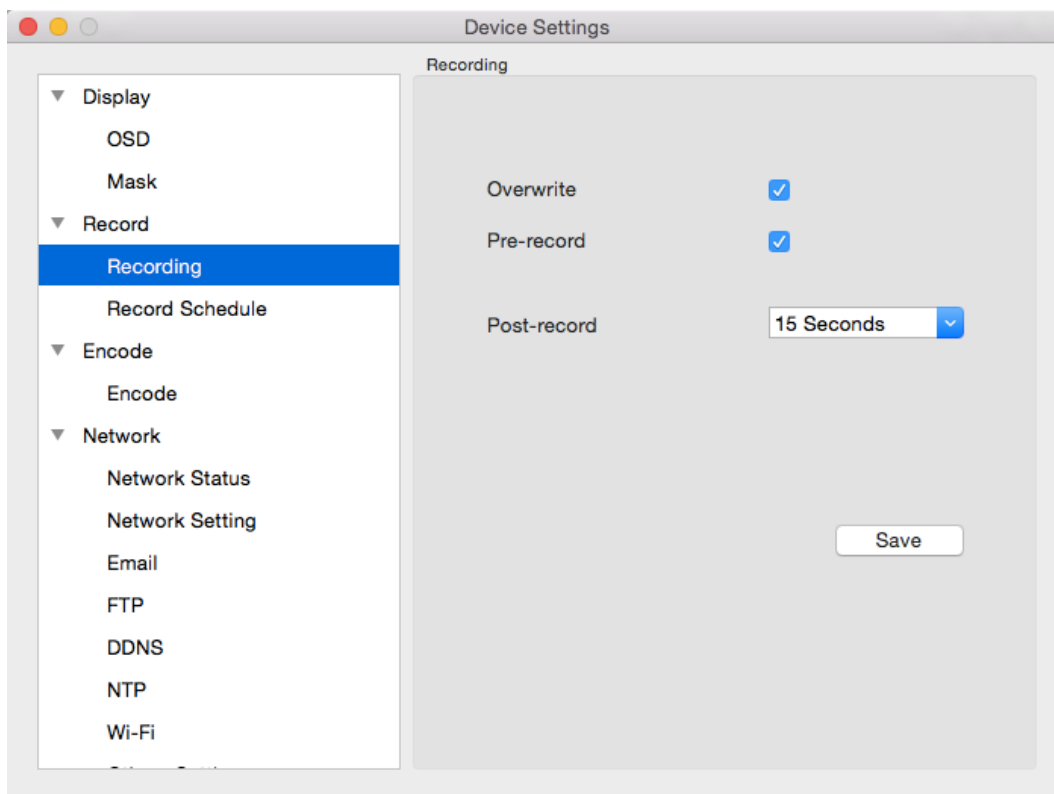 Device Settings
Recording
Display
OSD
Mask
Record
Recording
Record Schedule
Encode
Encode
Network
Network Status
Network Setting
Email
FTP
DDNS
NTP
Wi-Fi
Overwrite
Pre-record
Post-record
15 Seconds
Save